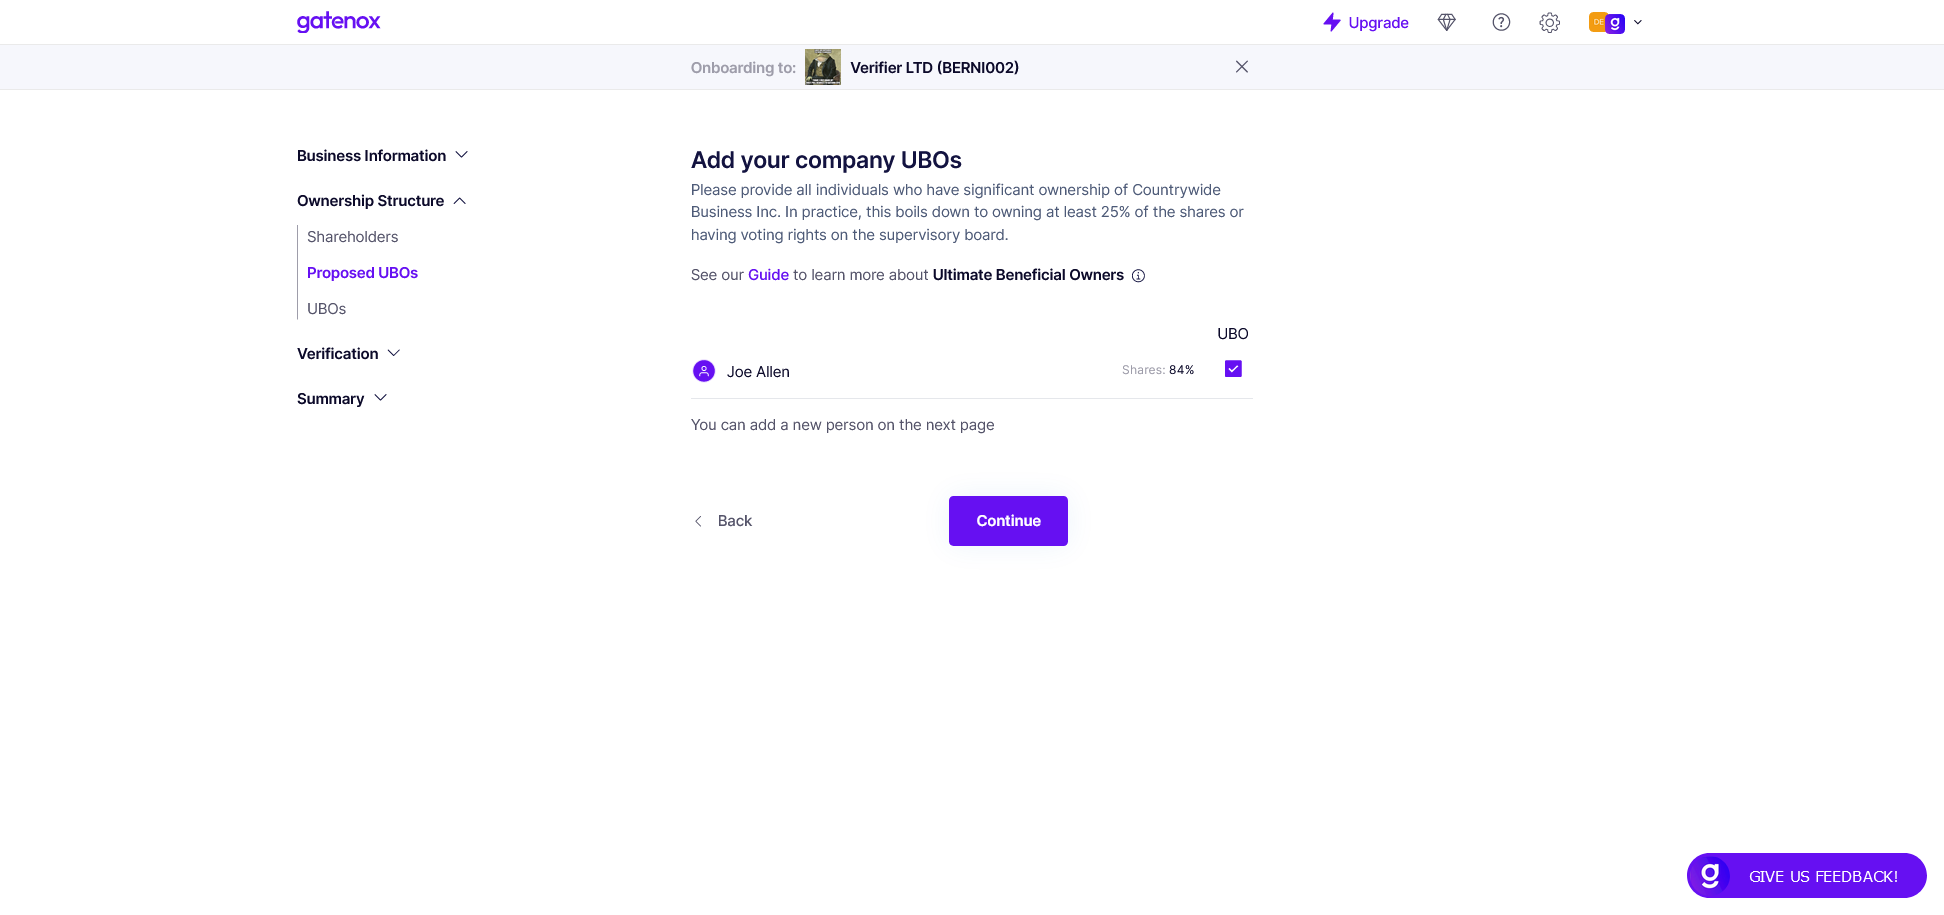 gatenox
Upgrade
DE
g
Onboarding to:
Verifier LTD (BERNI002)
Business Information
Ownership Structure
Shareholders
Proposed UBOs
UBOs
Verification
Summary
Add your company UBOs
Please provide all individuals who have significant ownership of Countrywide
Business Inc. In practice, this boils down to owning at least 25% of the shares or
having voting rights on the supervisory board.
See our Guide to learn more about Ultimate Beneficial Owners
UBO
Joe Allen
Shares: 84%
You can add a new person on the next page
Back
Continue
g
GIVE US FEEDBACK!